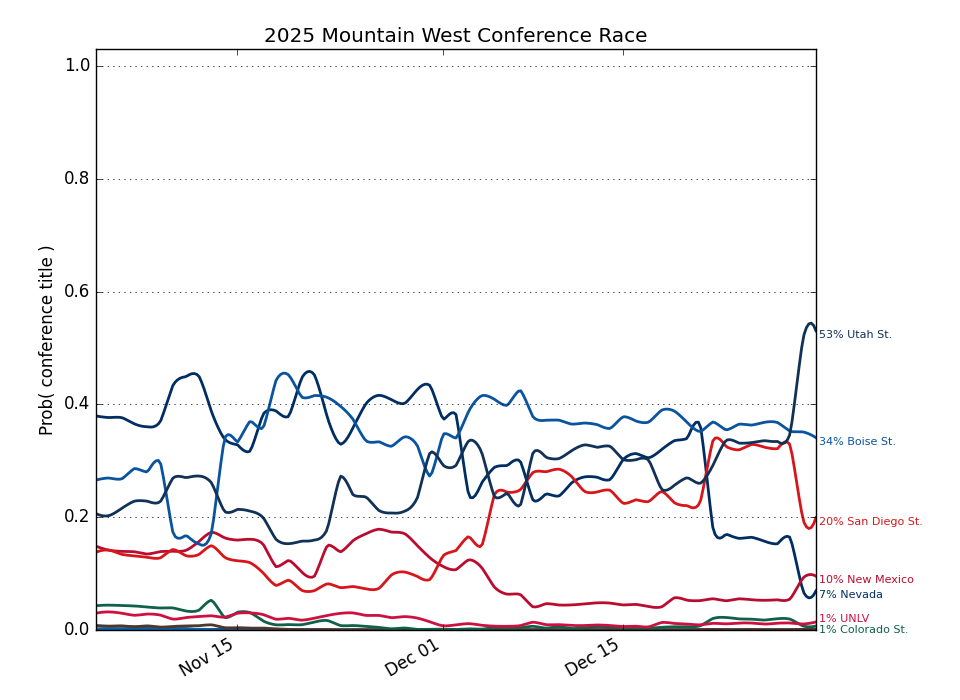 2025 Mountain West Conference Race
Prob( conference title )
1.0
0.8
0.6
0.4
0.2
0.0
Nov 15
Dec 01
Dec 15
53% Utah St.
34% Boise St.
20% San Diego St.
10% New Mexico
7% Nevada
1% UNLV
1% Colorado St.